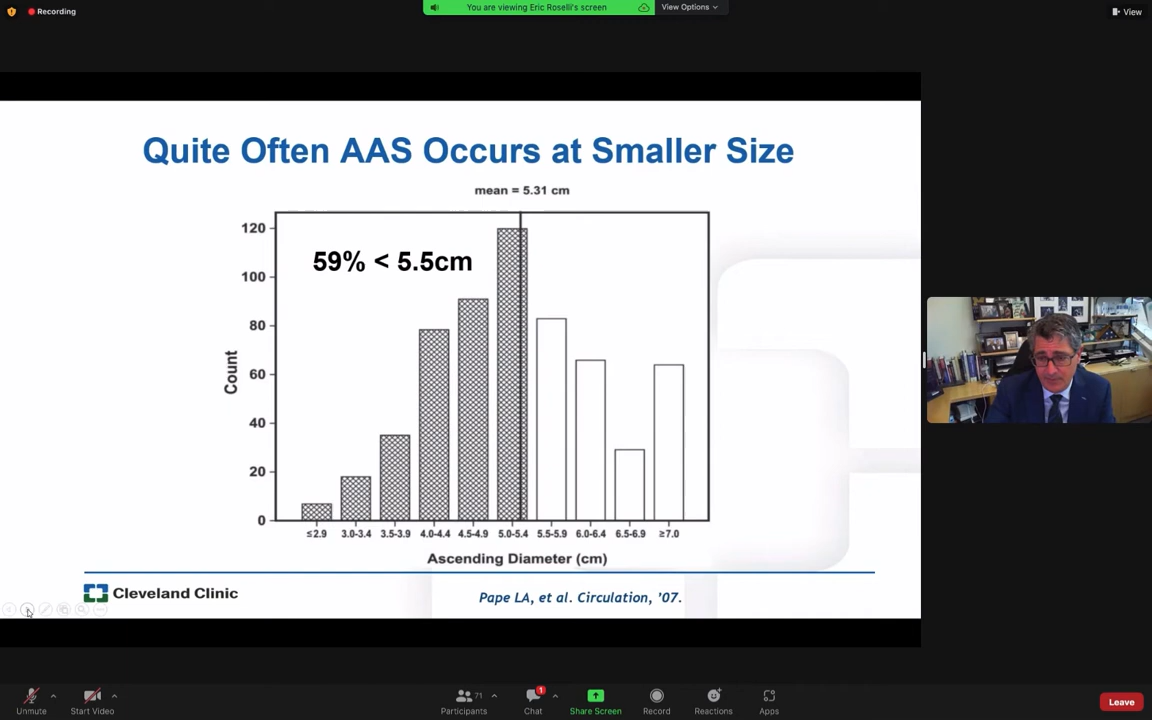 Recording
You are viewing Eric Roselli's screen
View Options
View
Quite Often AAS Occurs at Smaller Size
mean = 5.31 cm
59% < 5.5cm
120
100
80
60
40
20
0
Count
≤2.9 3.0-3.4 3.5-3.9 4.0-4.4 4.5-4.9 5.0-5.4 5.5-5.9 6.0-6.4 6.5-6.9 ≥7.0
Ascending Diameter (cm)
Cleveland Clinic
Pape LA, et al. Circulation, '07.
71
1
Unmute
Start Video
Participants
Chat
Share Screen
Record
Reactions
Apps
Leave